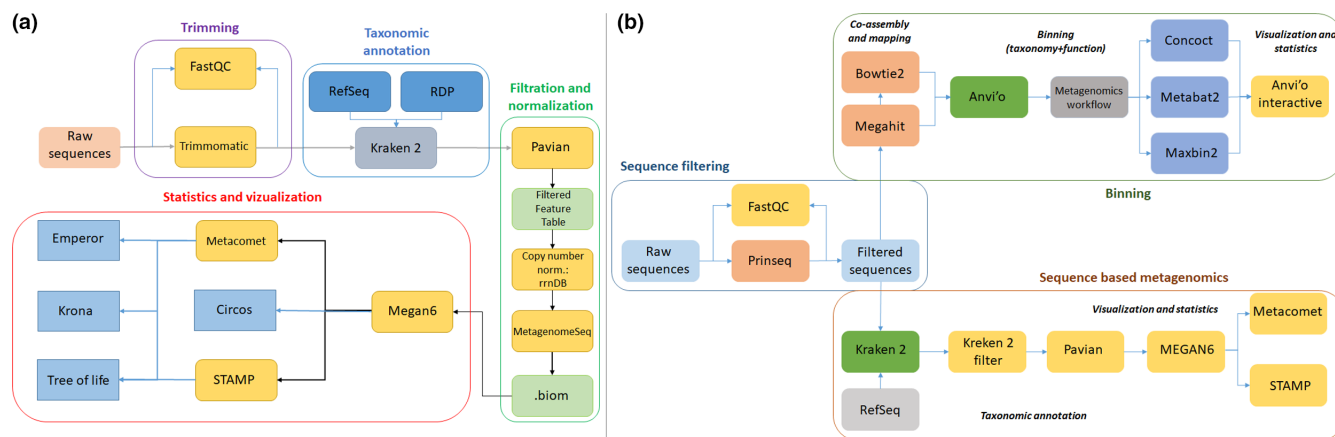 (a)
Trimming
FastQC
Raw
sequences
Trimmomatic
Taxonomic
annotation
RefSeq
RDP
Kraken 2
Filtration and
normalization
Pavian
Filtered
Feature
Table
Copy number
norm.:
rrnDB
MetagenomeSeq
.biom
Statistics and vizualization
Emperor
Metacomet
Krona
Circos
Megan6
Tree of life
STAMP
(b)
Co-assembly
and mapping
Binning
(taxonomy+function)
Visualization and
statistics
Bowtie2
Megahit
Anvi'o
Metagenomics
workflow
Concoct
Metabat2
Maxbin2
Anvi'o
interactive
Binning
Sequence filtering
FastQC
Raw
sequences
Prinseq
Filtered
sequences
Sequence based metagenomics
Visualization and statistics
Metacomet
Kraken 2
Kreken 2
filter
Pavian
MEGAN6
STAMP
RefSeq
Taxonomic annotation